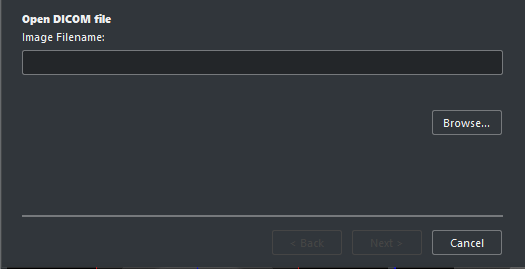 Open DICOM file
Image Filename:
Browse...
< Back
Next >
Cancel